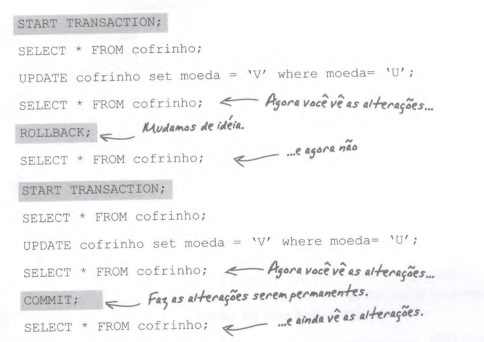 START TRANSACTION;
SELECT * FROM cofrinho;
UPDATE cofrinho set moeda = ‘V’ where moeda= ‘U’;
SELECT * FROM cofrinho; Agora você vê as alterações...
ROLLBACK; Mudamos de idéia.
SELECT * FROM cofrinho; ...e agora não
START TRANSACTION;
SELECT * FROM cofrinho;
UPDATE cofrinho set moeda = ‘V’ where moeda= ‘U’;
SELECT * FROM cofrinho; Agora você vê as alterações...
COMMIT; Faz as alterações serem permanentes.
SELECT * FROM cofrinho; ...e ainda vê as alterações.